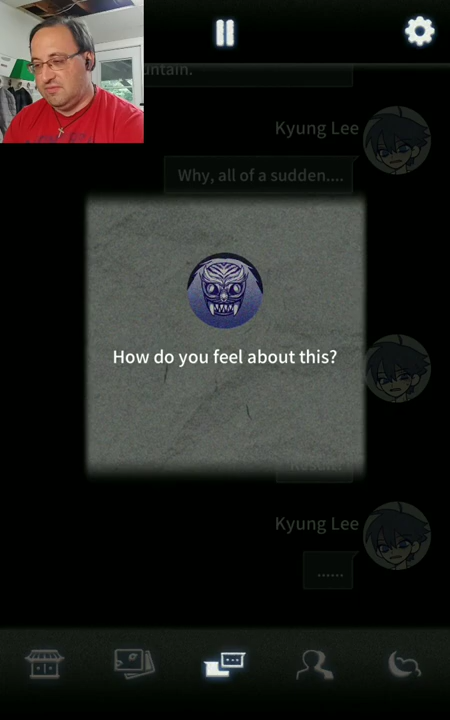 untain.
Kyung Lee
Why, all of a sudden....
How do you feel about this?
Kyung Lee
......